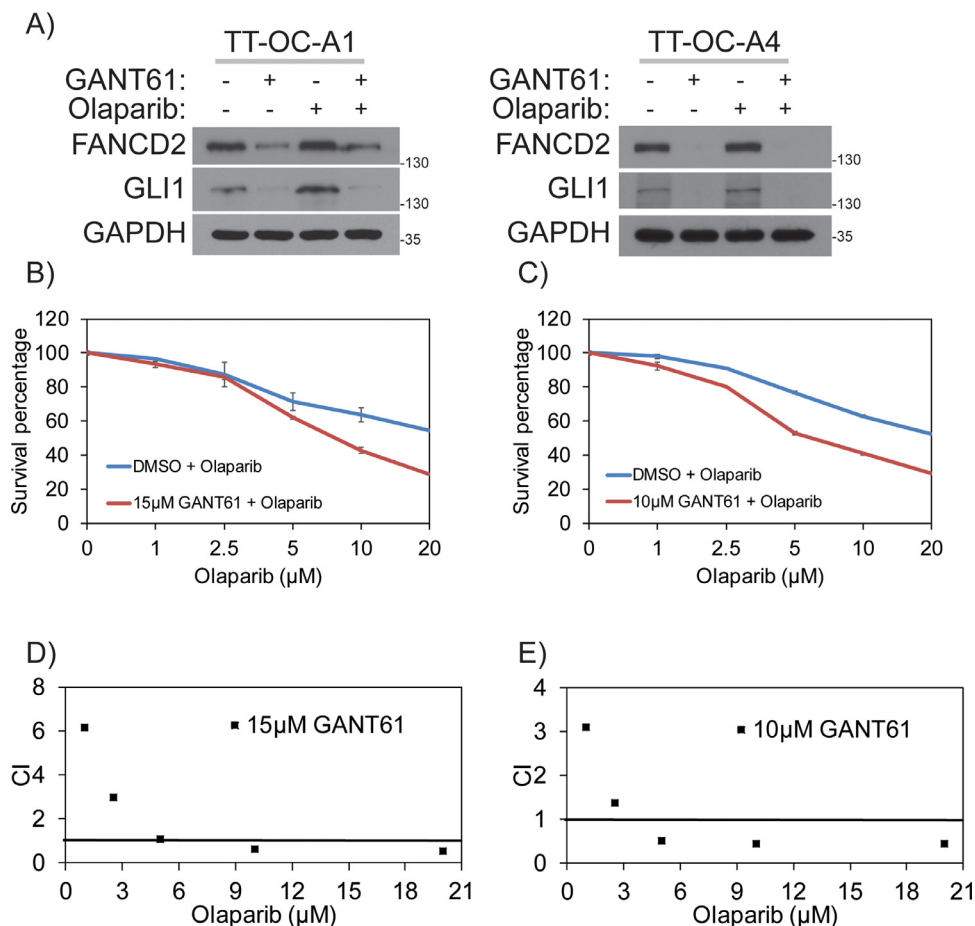 A)
TT-OC-A1
GANT61: - + - +
Olaparib: - - + +
FANCD2
-130
GLI1
-130
GAPDH
-35
TT-OC-A4
GANT61: - + - +
Olaparib: - - + +
FANCD2
-130
GLI1
-130
GAPDH
-35
B)
Survival percentage
120
100
80
60
40
20
0
DMSO + Olaparib
15µM GANT61 + Olaparib
0 1 2.5 5 10 20
Olaparib (µM)
C)
Survival percentage
120
100
80
60
40
20
0
DMSO + Olaparib
10µM GANT61 + Olaparib
0 1 2.5 5 10 20
Olaparib (µM)
D)
CI
8
6
4
2
0
15µM GANT61
0 3 6 9 12 15 18 21
Olaparib (µM)
E)
CI
4
3
2
1
0
10µM GANT61
0 3 6 9 12 15 18 21
Olaparib (µM)